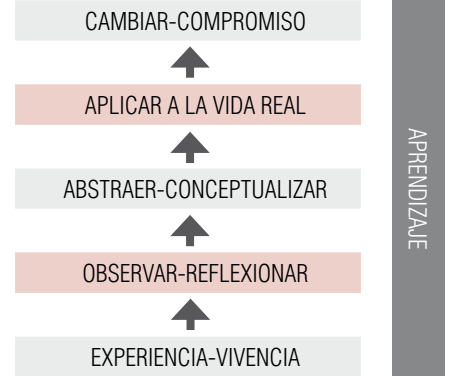 CAMBIAR-COMPROMISO
APLICAR A LA VIDA REAL
ABSTRAER-CONCEPTUALIZAR
OBSERVAR-REFLEXIONAR
EXPERIENCIA-VIVENCIA
APRENDIZAJE